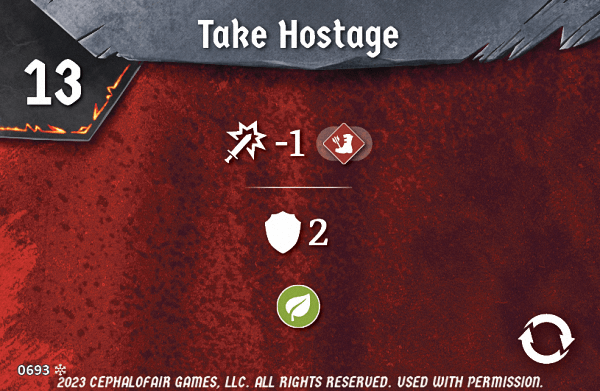 Take Hostage
13
-1
2
0693
2023 CEPHALOFAIR GAMES, LLC. ALL RIGHTS RESERVED. USED WITH PERMISSION.